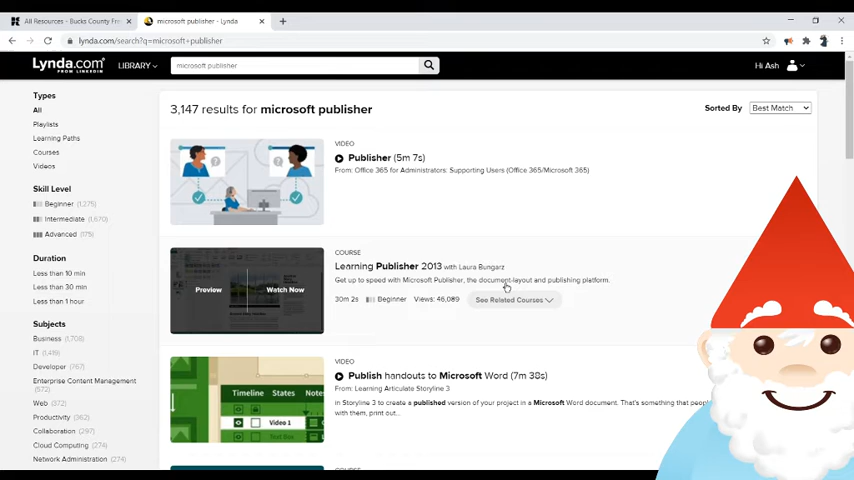 All Resources - Bucks County Fre
microsoft publisher - Lynda
lynda.com/search?q=microsoft+publisher
Lynda.com
FROM LINKEDIN
LIBRARY
microsoft publisher
Hi Ash
Types
All
Playlists
Learning Paths
Courses
Videos
Skill Level
Beginner (1,275)
Intermediate (1,670)
Advanced (175)
Duration
Less than 10 min
Less than 30 min
Less than 1 hour
Subjects
Business (1,708)
IT (1,419)
Developer (767)
Enterprise Content Management
(572)
Web (372)
Productivity (362)
Collaboration (297)
Cloud Computing (274)
Network Administration (274)
3,147 results for microsoft publisher
Sorted By
Best Match
VIDEO
Publisher (5m 7s)
From: Office 365 for Administrators: Supporting Users (Office 365/Microsoft 365)
Preview
Watch Now
COURSE
Learning Publisher 2013 with Laura Bungarz
Get up to speed with Microsoft Publisher, the document-layout and publishing platform.
30m 2s Beginner Views: 46,089 See Related Courses
Timeline States Notes
Video 1
Text Box
VIDEO
Publish handouts to Microsoft Word (7m 38s)
From: Learning Articulate Storyline 3
in Storyline 3 to create a published version of your project in a Microsoft Word document. That's something that peop
with them, print out...
COURSE